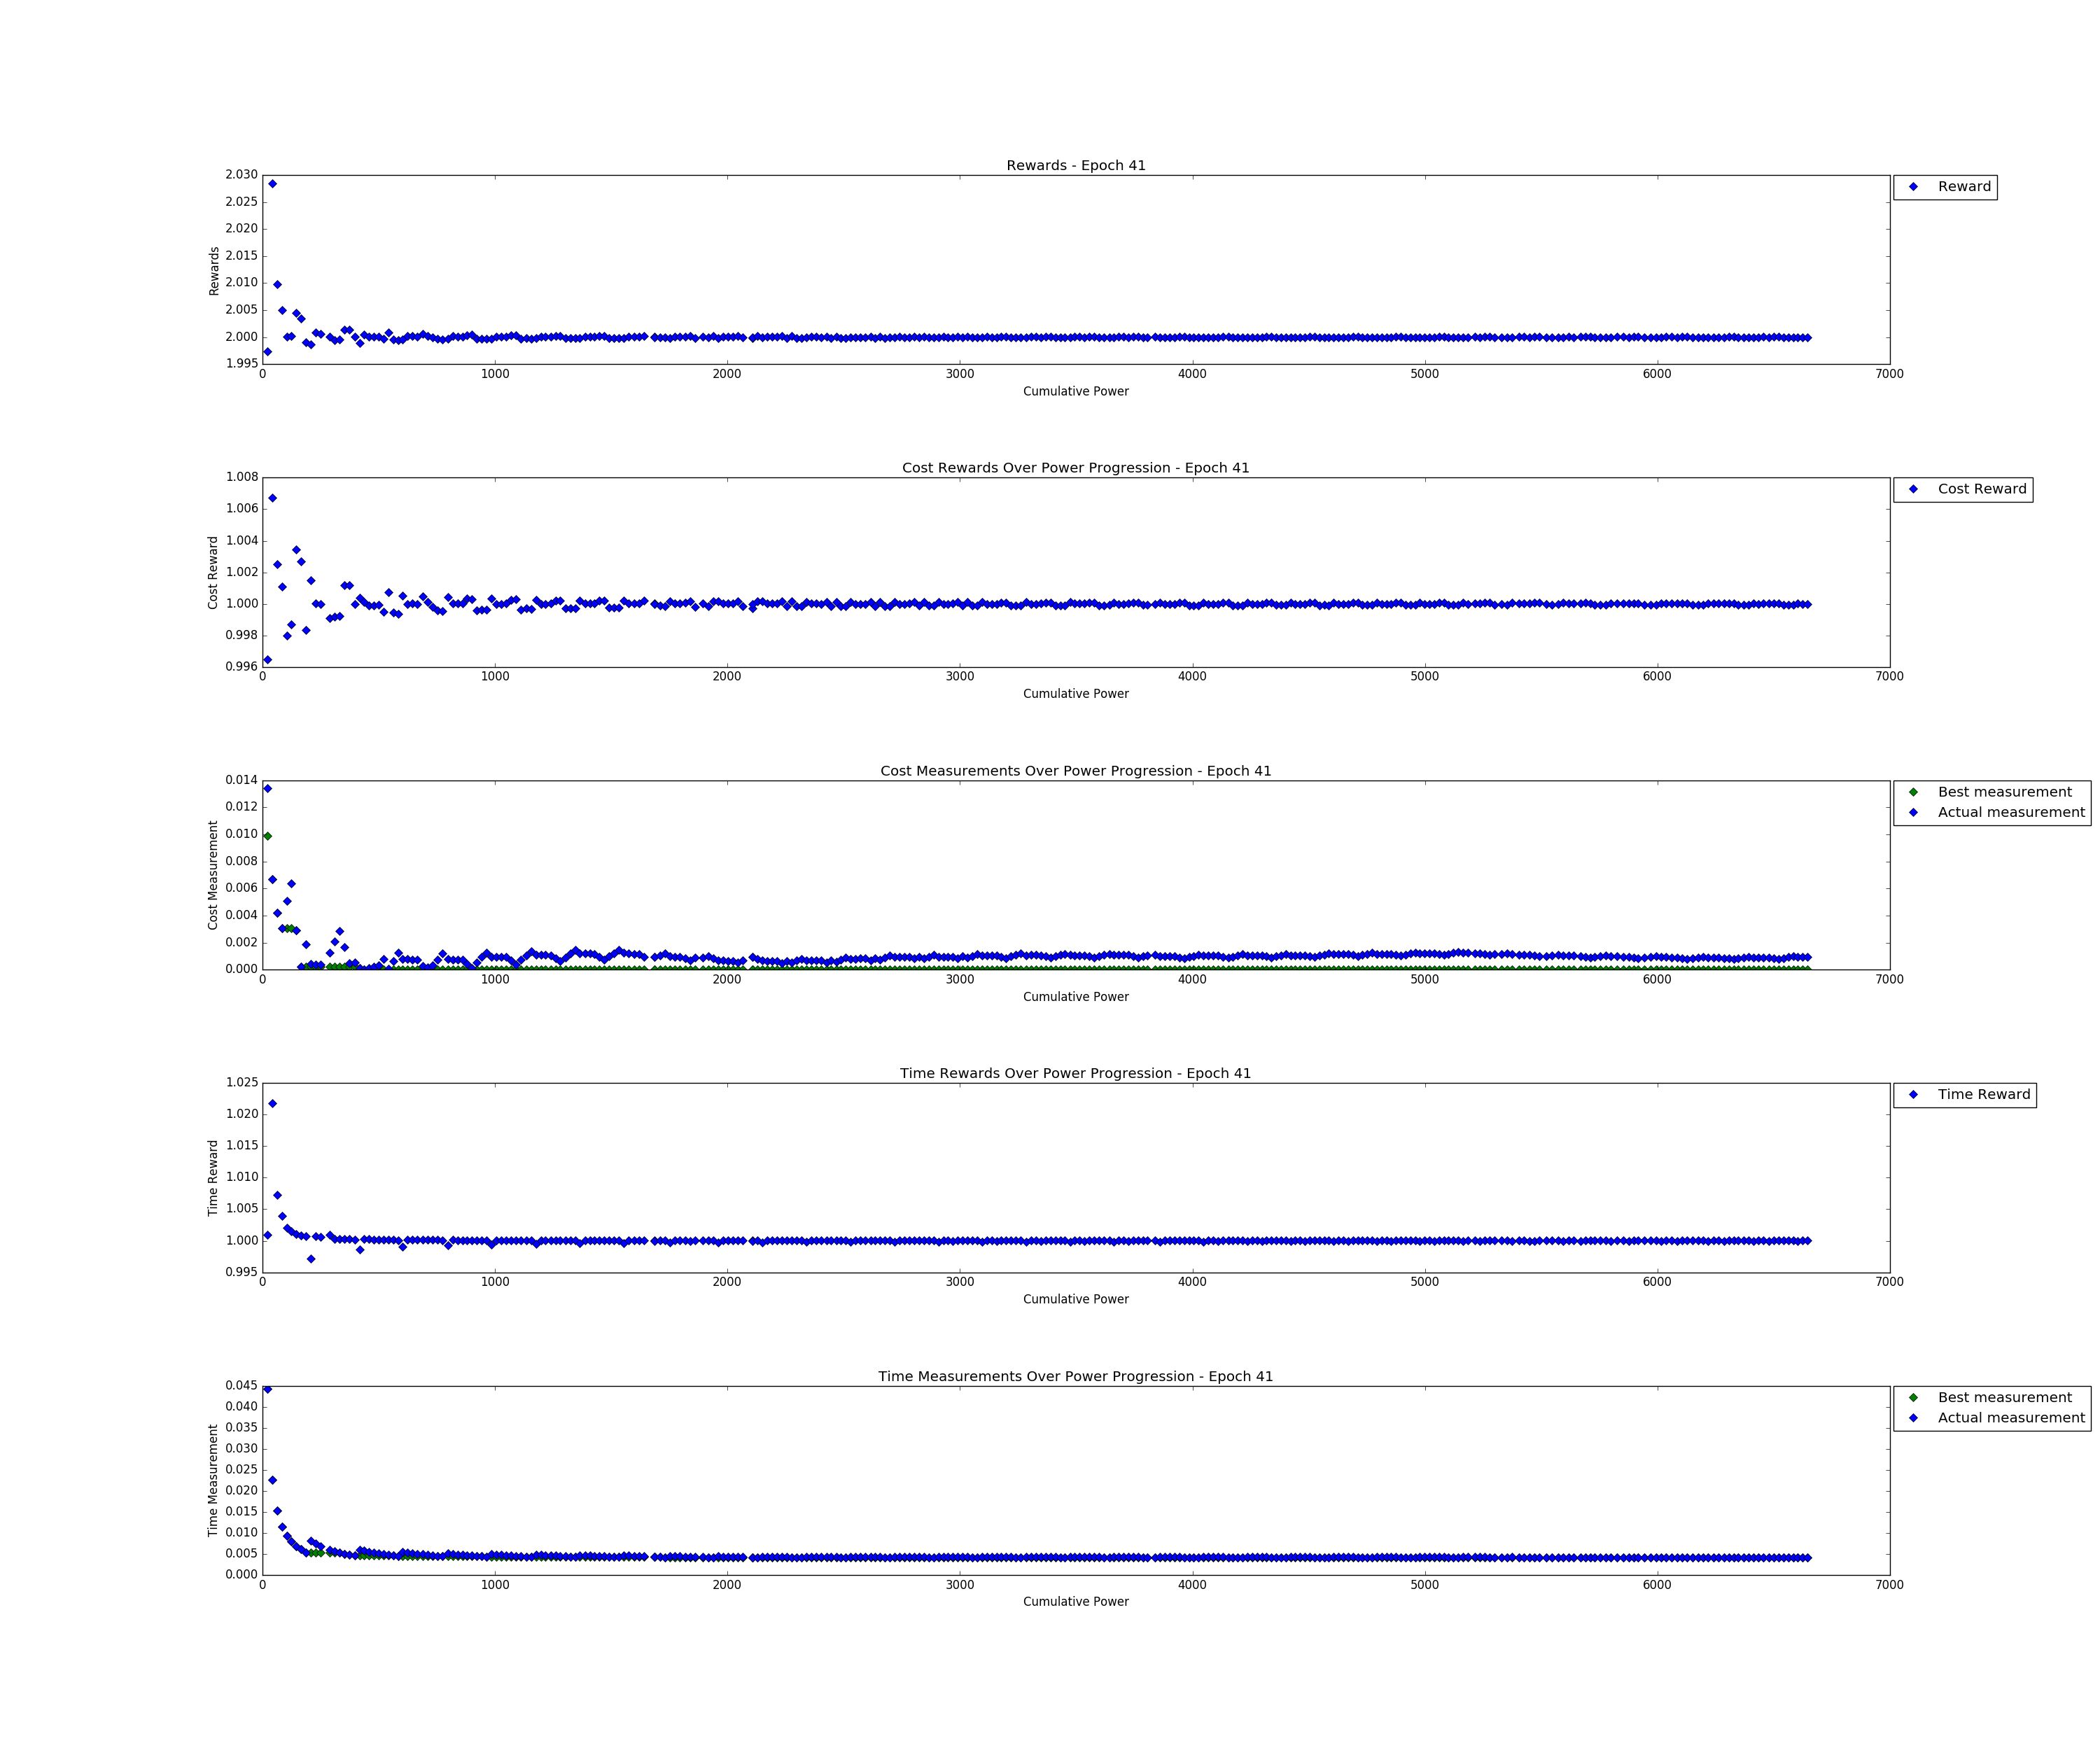 Rewards - Epoch 41
2.030
2.025
2.020
2.015
2.010
2.005
2.000
1.995
Rewards
0 1000 2000 3000 4000 5000 6000 7000
Cumulative Power
Reward
Cost Rewards Over Power Progression - Epoch 41
1.008
1.006
1.004
1.002
1.000
0.998
0.996
Cost Reward
0 1000 2000 3000 4000 5000 6000 7000
Cumulative Power
Cost Reward
Cost Measurements Over Power Progression - Epoch 41
0.014
0.012
0.010
0.008
0.006
0.004
0.002
0.000
Cost Measurement
0 1000 2000 3000 4000 5000 6000 7000
Cumulative Power
Best measurement
Actual measurement
Time Rewards Over Power Progression - Epoch 41
1.025
1.020
1.015
1.010
1.005
1.000
0.995
Time Reward
0 1000 2000 3000 4000 5000 6000 7000
Cumulative Power
Time Reward
Time Measurements Over Power Progression - Epoch 41
0.045
0.040
0.035
0.030
0.025
0.020
0.015
0.010
0.005
0.000
Time Measurement
0 1000 2000 3000 4000 5000 6000 7000
Cumulative Power
Best measurement
Actual measurement